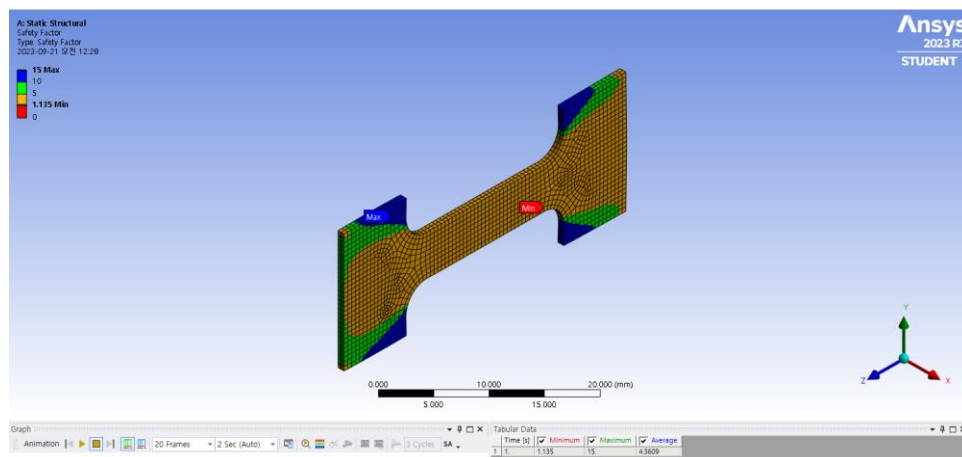 A: Static Structural
Safety Factor
Type: Safety Factor
2023-09-21 오전 12:28
15 Max
10
5
1.135 Min
0
Ansys
2023
STUDENT
Max
Min
0.000 10.000 20.000 (mm)
5.000 15.000
Y
Z X
Graph
Animation 20 Frames 2 Sec (Auto) 3 Cycles
Tabular Data
Time [s] Minimum Maximum Average
1 1. 1.135 15. 4.3609